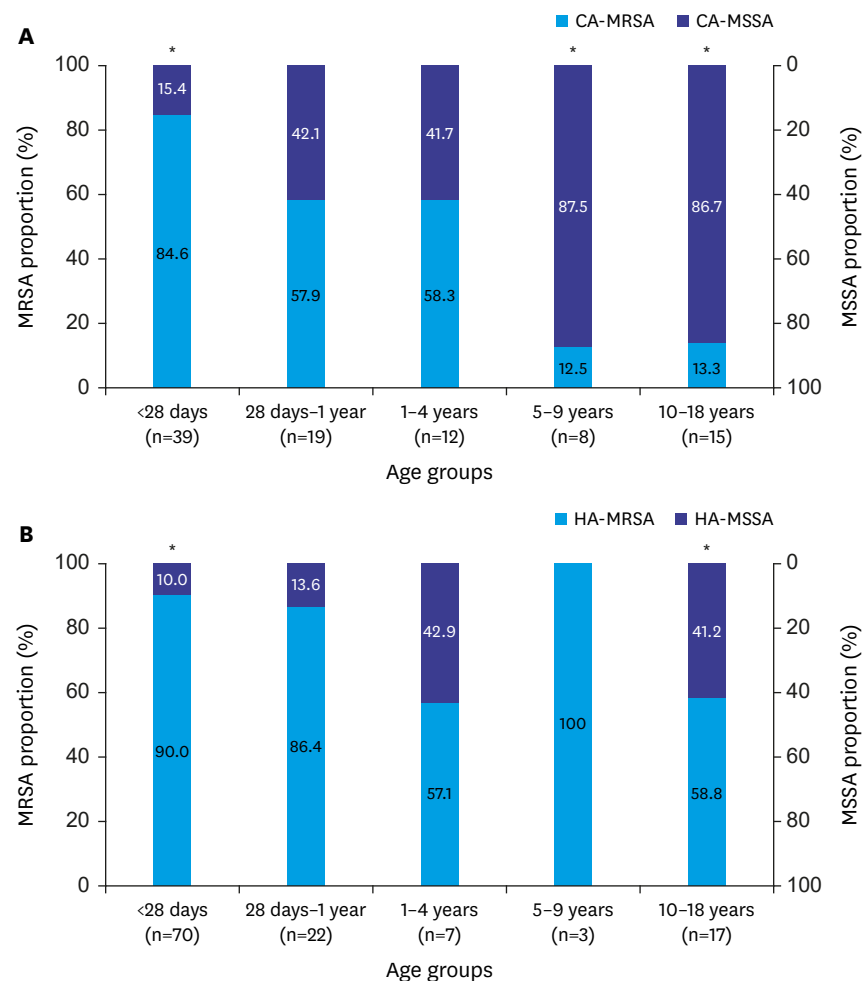 CA-MRSA CA-MSSA
A
* * *
100 0
15.4
80 20
42.1 41.7
60 40
87.5 86.7
84.6
40 60
57.9 58.3
20 80
12.5 13.3
0 100
MRSA proportion (%)
MSSA proportion (%)
<28 days 28 days–1 year 1–4 years 5–9 years 10–18 years
(n=39) (n=19) (n=12) (n=8) (n=15)
Age groups
HA-MRSA HA-MSSA
B
* *
100 0
10.0 13.6
80 20
42.9 41.2
60 40
100
90.0 86.4
40 60
57.1 58.8
20 80
0 100
MRSA proportion (%)
MSSA proportion (%)
<28 days 28 days–1 year 1–4 years 5–9 years 10–18 years
(n=70) (n=22) (n=7) (n=3) (n=17)
Age groups